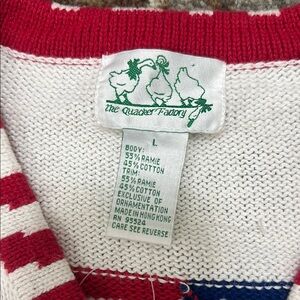 The Quacker Factory
L
BODY:
55% RAMIE
45% COTTON
TRIM:
55% RAMIE
45% COTTON
EXCLUSIVE OF
ORNAMENTATION
MADE IN HONG KONG
RN 95524
CARE SEE REVERSE